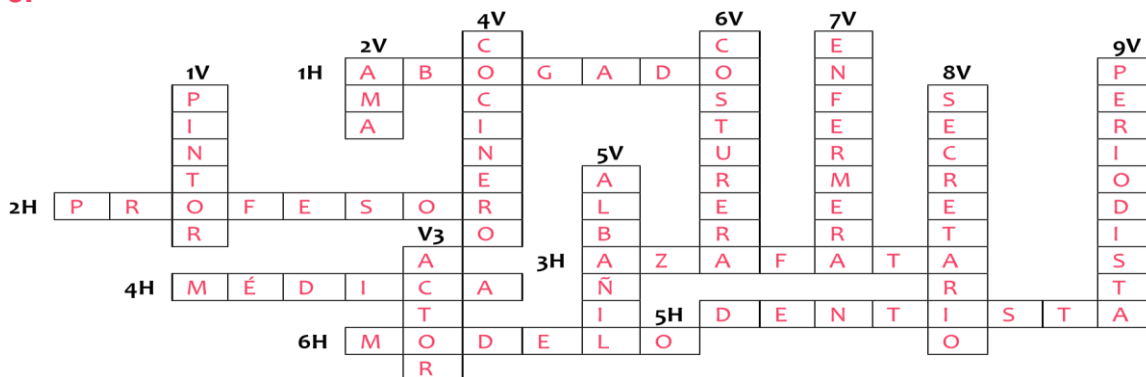 4V 6V 7V
2V C C E 9V
1V 1H A B O G A D O N 8V P
P M C S F S E
I A I T E E R
N N 5V U R C I
T E A R M R O
2H P R O F E S O R L E E E D
R V3 O B R R T I
A 3H A Z A F A T A S
4H M É D I C A Ñ R T
T I 5H D E N T I S T A
6H M O D E L O O
R